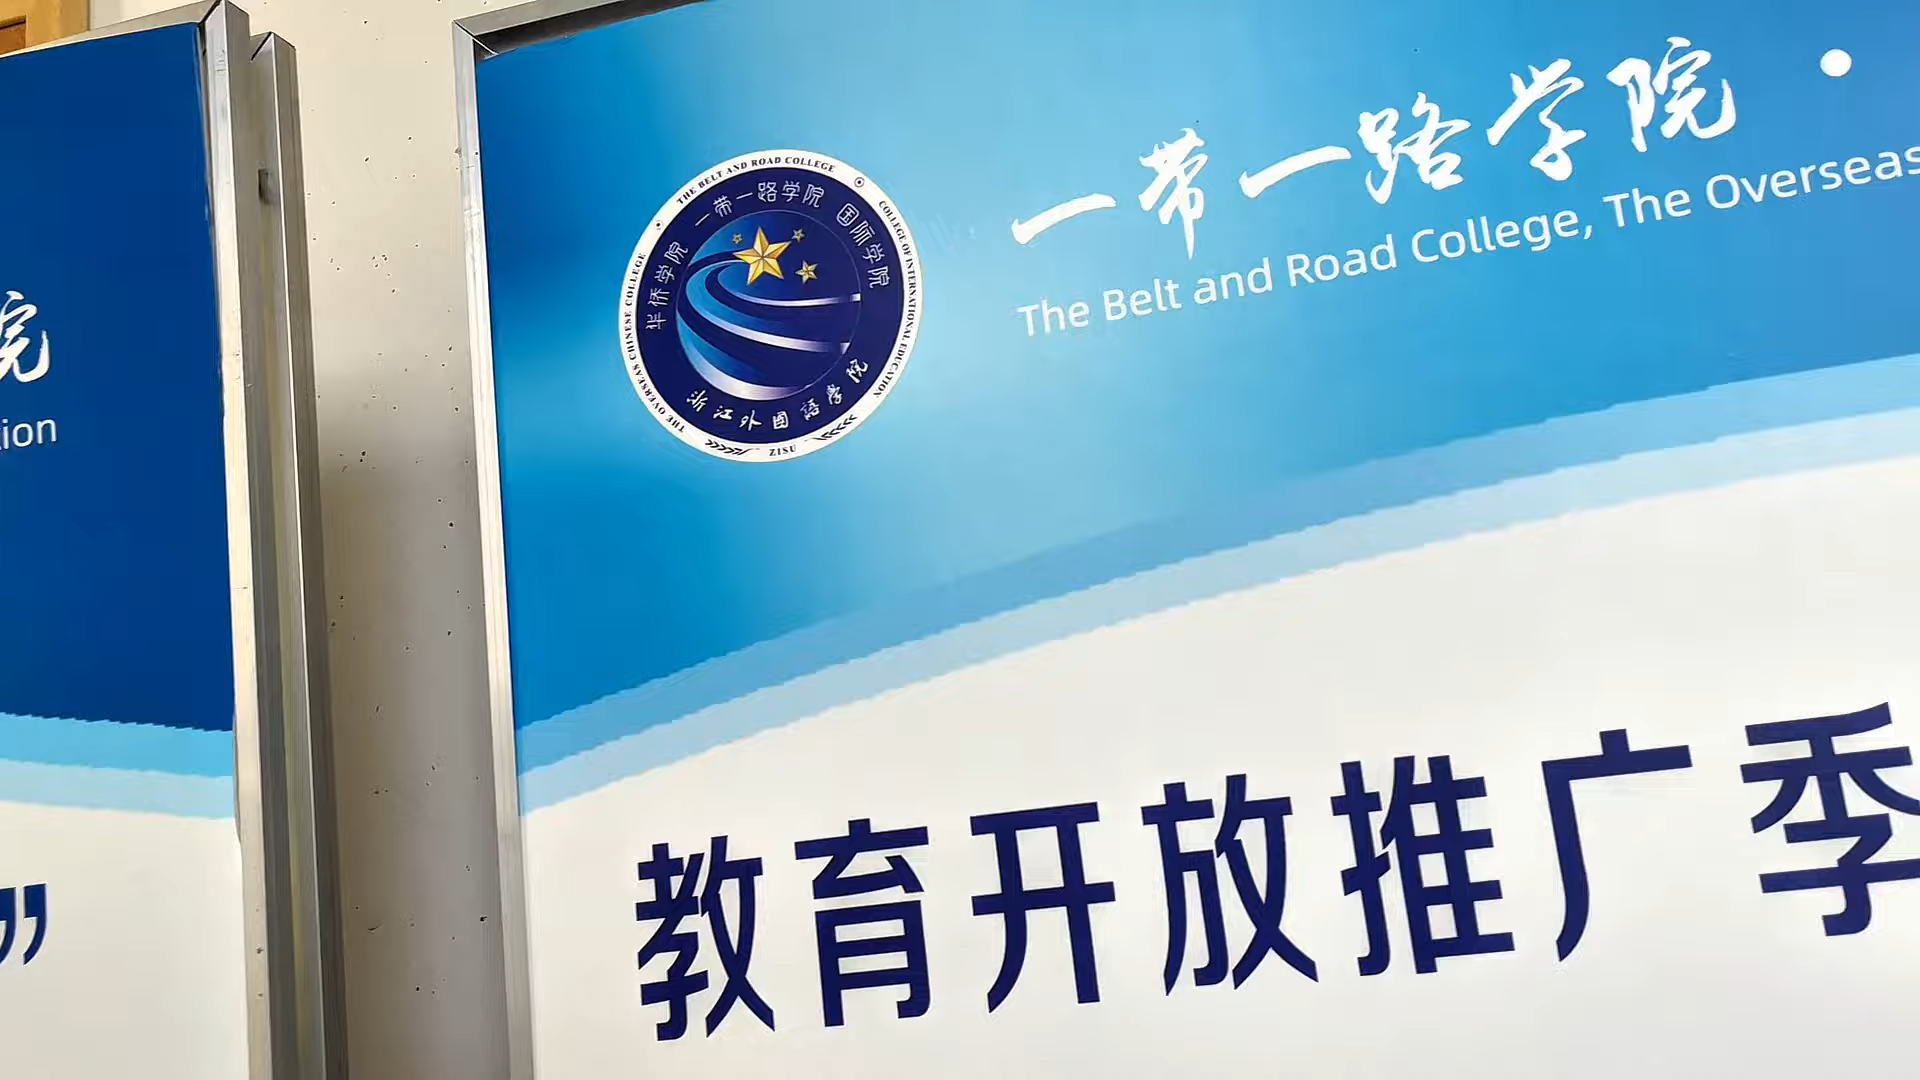 院
tion
”
THE BELT AND ROAD COLLEGE
COLLEGE OF INTERNATIONAL EDUCATION
THE OVERSEAS CHINESE COLLEGE
华侨学院 一带一路学院 国际学院
浙江外国語学院
ZISU
一带一路学院·
The Belt and Road College, The Overseas
教育开放推广季